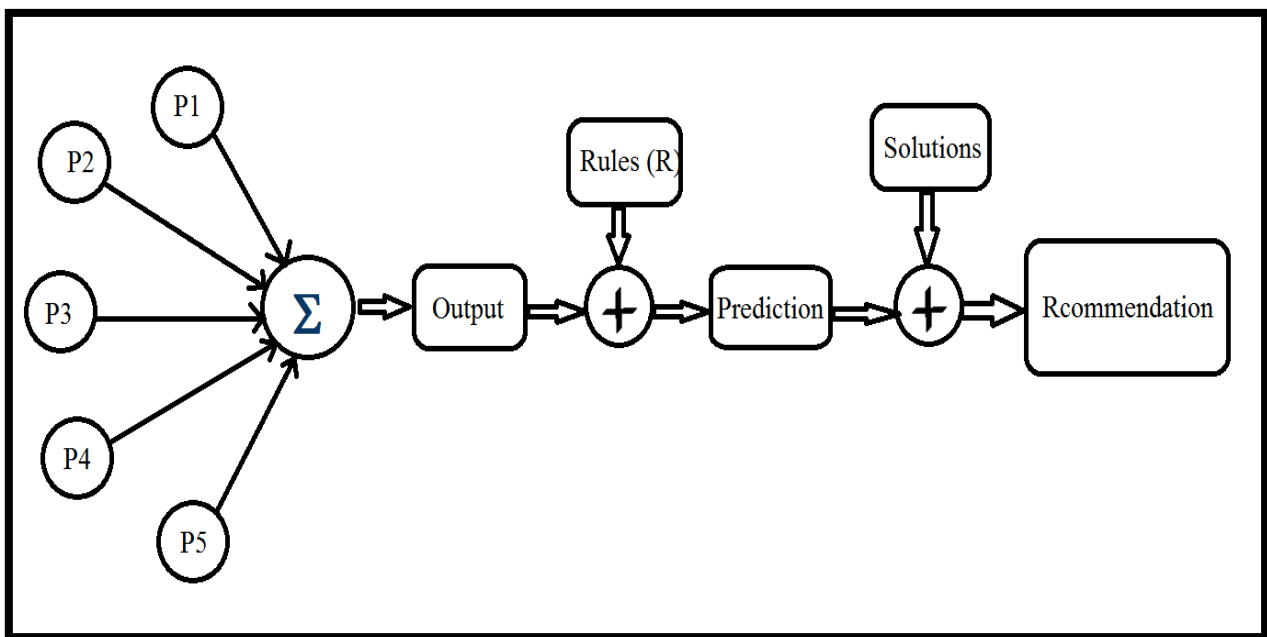 P1
P2
P3
P4
P5
Σ
Output
Rules (R)
+
Prediction
Solutions
+
Rcommendation